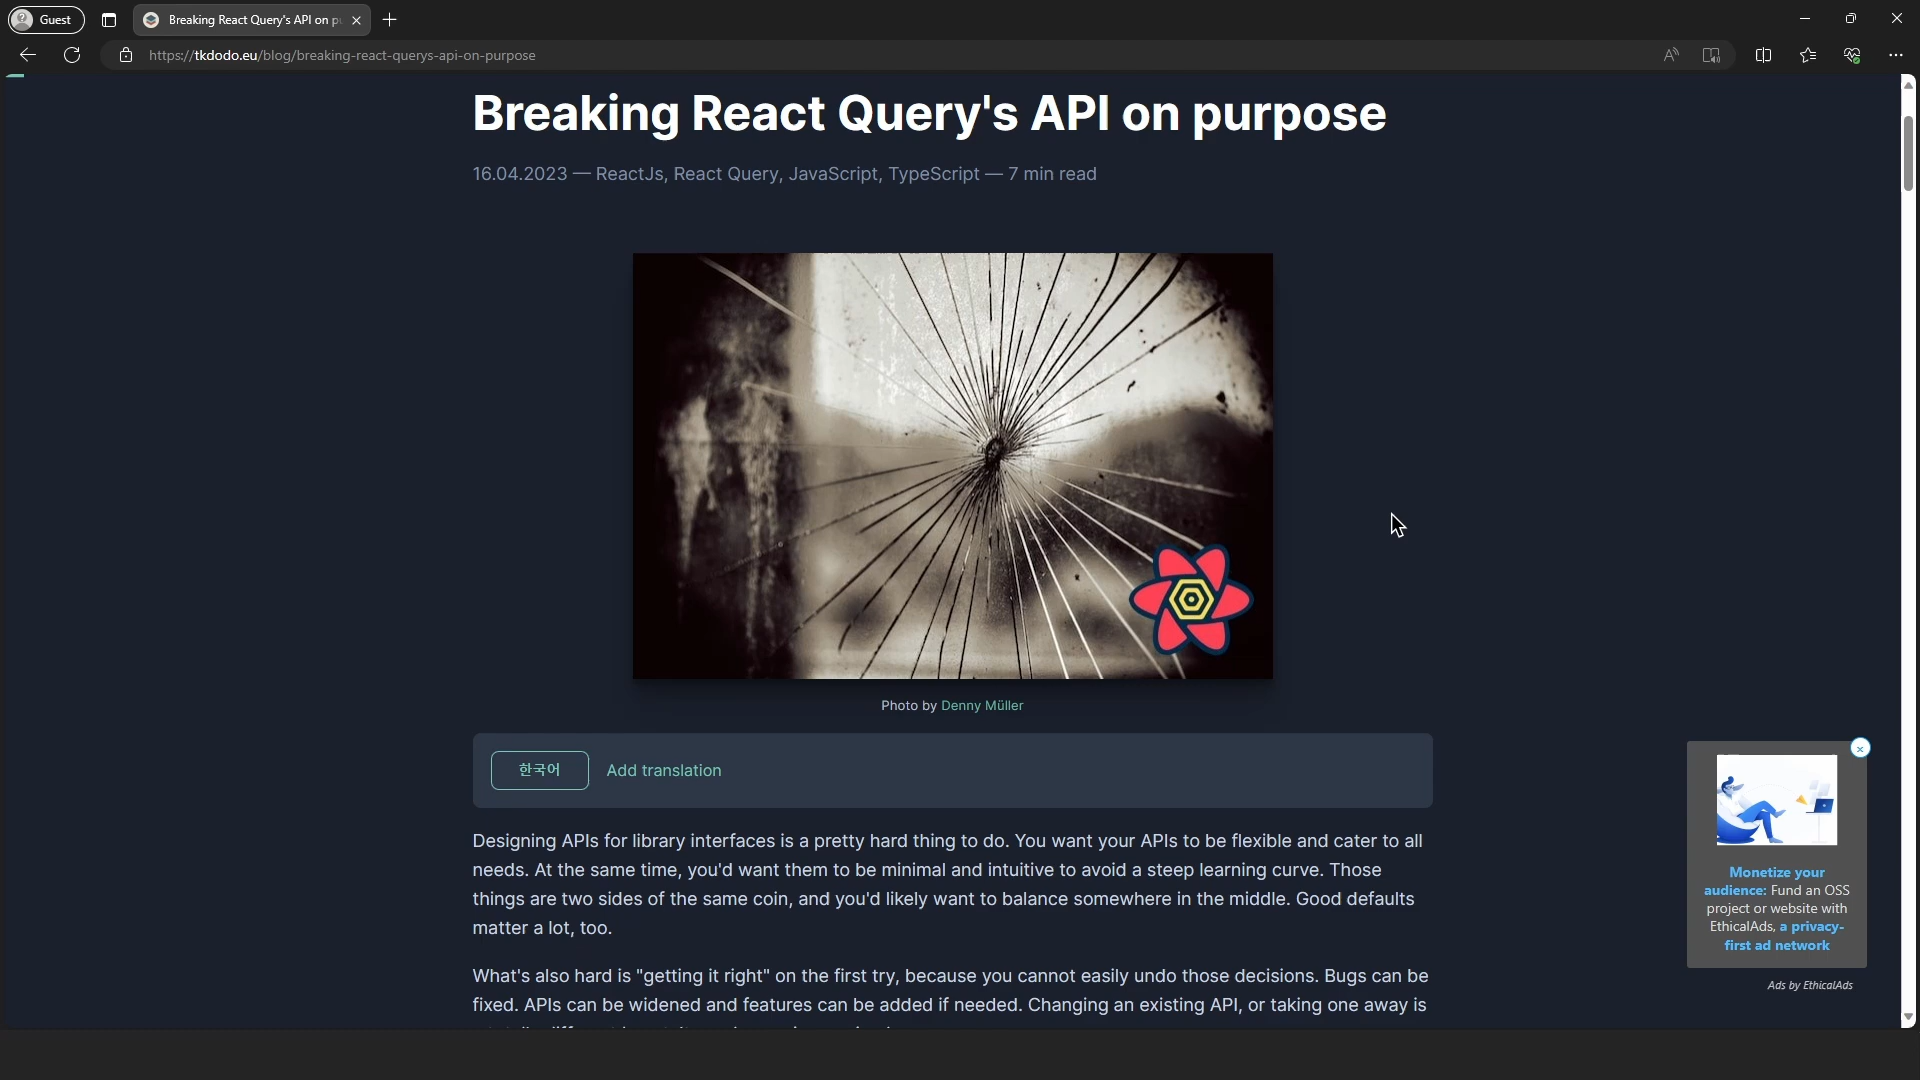 Guest
Breaking React Query's API on pu
https://tkdodo.eu/blog/breaking-react-querys-api-on-purpose
Breaking React Query's API on purpose
16.04.2023 — ReactJs, React Query, JavaScript, TypeScript — 7 min read
Photo by Denny Müller
한국어
Add translation
Designing APIs for library interfaces is a pretty hard thing to do. You want your APIs to be flexible and cater to all
needs. At the same time, you'd want them to be minimal and intuitive to avoid a steep learning curve. Those
things are two sides of the same coin, and you'd likely want to balance somewhere in the middle. Good defaults
matter a lot, too.
What's also hard is "getting it right" on the first try, because you cannot easily undo those decisions. Bugs can be
fixed. APIs can be widened and features can be added if needed. Changing an existing API, or taking one away is
Monetize your
audience: Fund an OSS
project or website with
EthicalAds, a privacy-
first ad network
Ads by EthicalAds